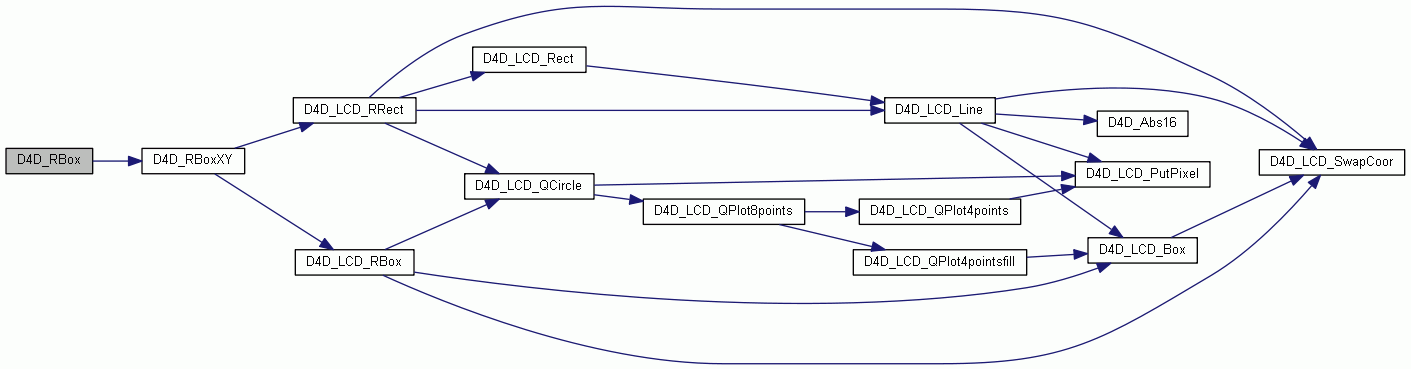 D4D_RBox
D4D_RBoxXY
D4D_LCD_RRect
D4D_LCD_RBox
D4D_LCD_Rect
D4D_LCD_QCircle
D4D_LCD_QPlot8points
D4D_LCD_Line
D4D_LCD_QPlot4points
D4D_LCD_QPlot4pointsfill
D4D_Abs16
D4D_LCD_PutPixel
D4D_LCD_Box
D4D_LCD_SwapCoor